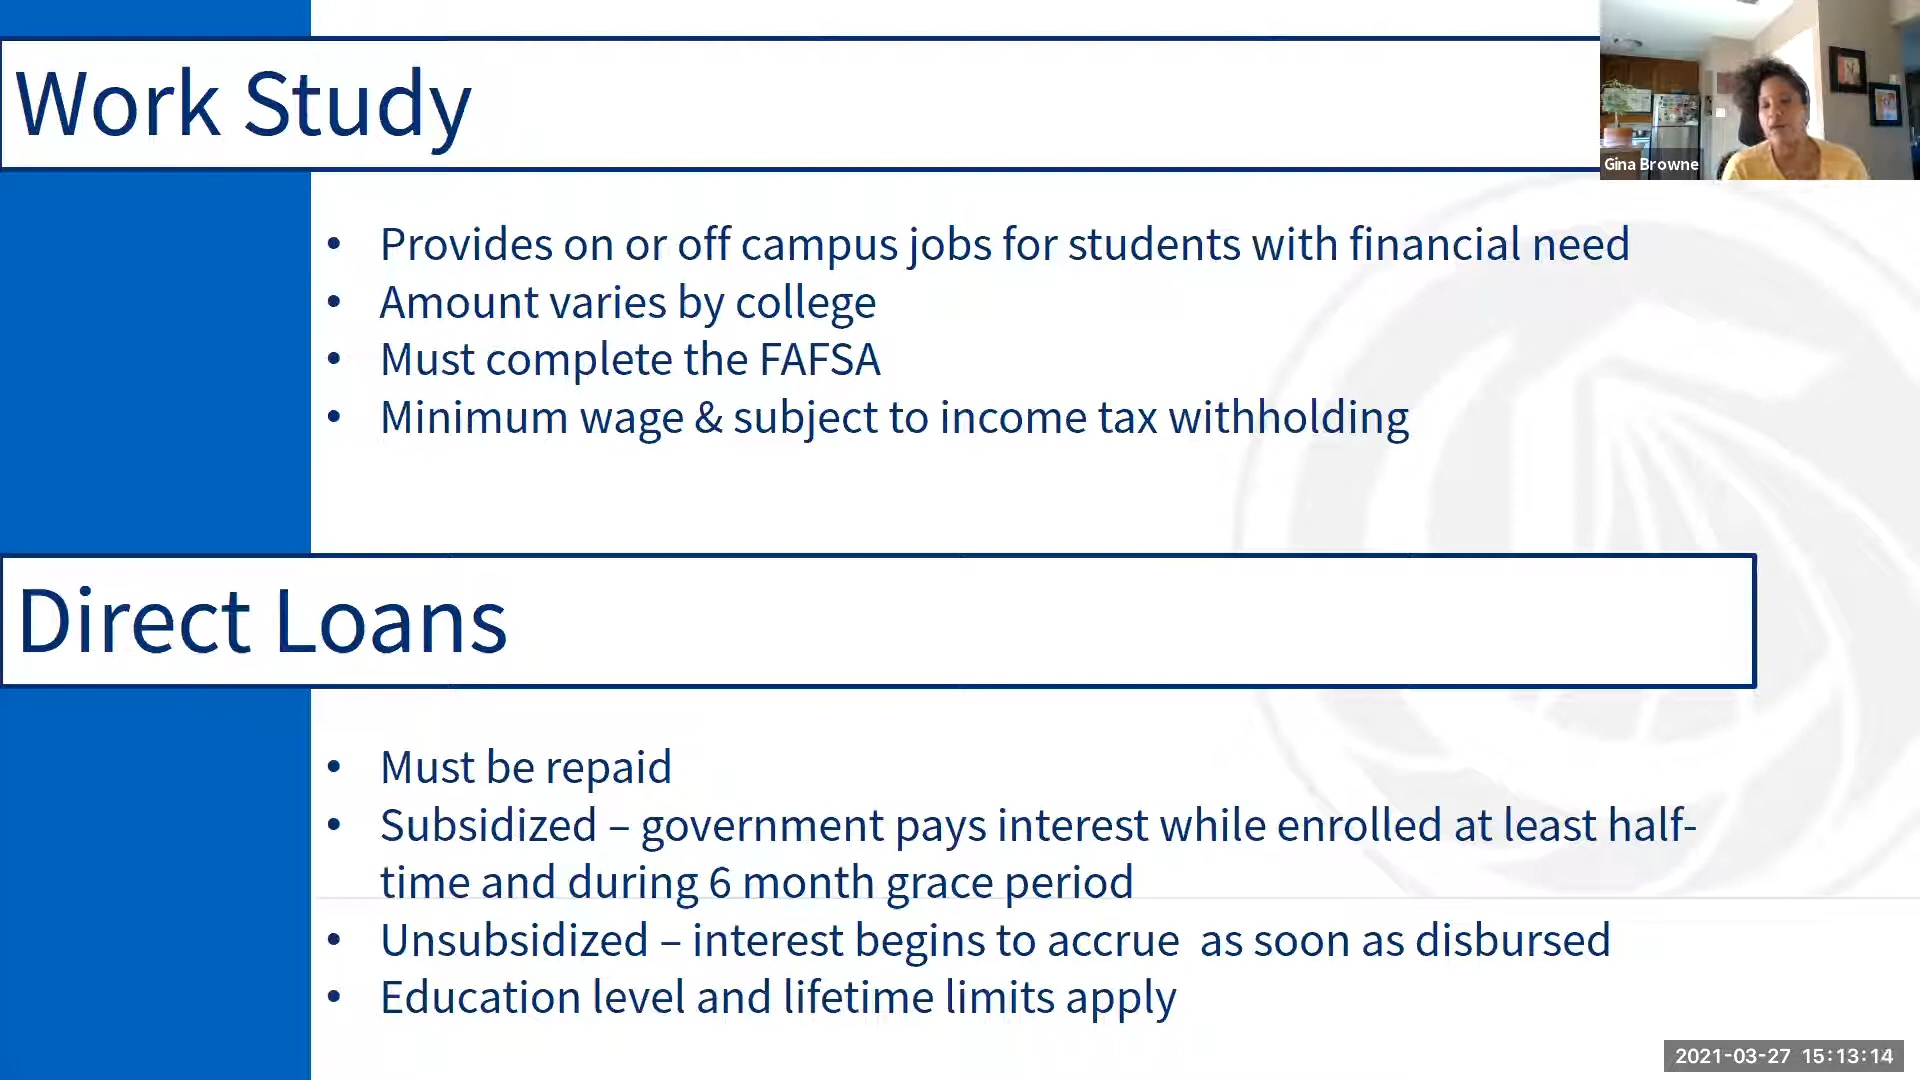 Work Study
Gina Browne
• Provides on or off campus jobs for students with financial need
• Amount varies by college
• Must complete the FAFSA
• Minimum wage & subject to income tax withholding
Direct Loans
• Must be repaid
• Subsidized – government pays interest while enrolled at least half-
time and during 6 month grace period
• Unsubsidized – interest begins to accrue  as soon as disbursed
• Education level and lifetime limits apply
2021-03-27 15:13:14